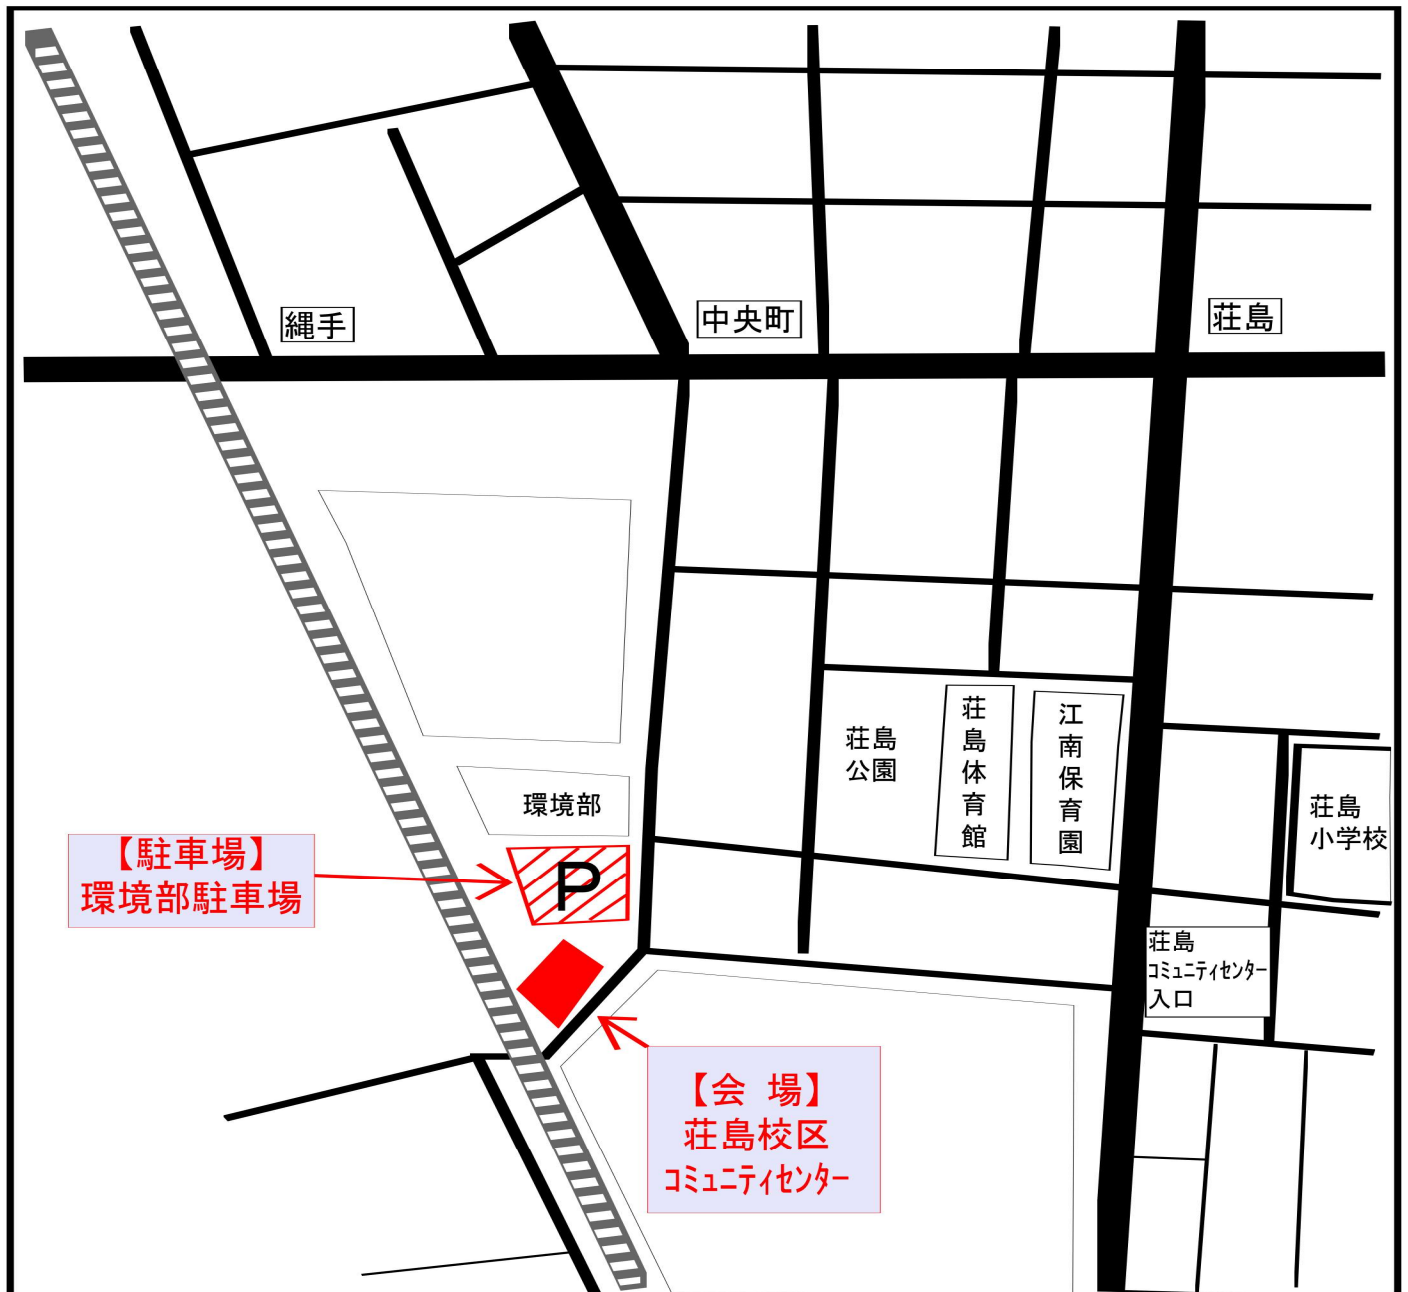 縄手
中央町
荘島
荘島
公園
荘島体育館
江南保育園
荘島
小学校
環境部
P
【駐車場】
環境部駐車場
荘島
コミュニティセンター
入口
【会 場】
荘島校区
コミュニティセンター